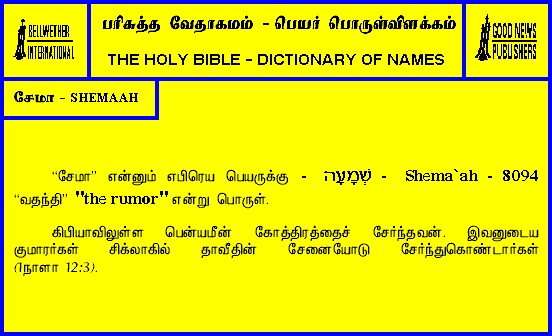 BELLWETHER
INTERNATIONAL
பரிசுத்த வேதாகமம் - பெயர் பொருள்விளக்கம்
THE HOLY BIBLE - DICTIONARY OF NAMES
GOOD NEWS
PUBLISHERS
சேமா - SHEMAAH
“சேமா” என்னும் எபிரெய பெயருக்கு - שְׁמָעָה - Shema`ah - 8094
“வதந்தி” "the rumor" என்று பொருள்.
கிபியாவிலுள்ள பென்யமீன் கோத்திரத்தைச் சேர்ந்தவன். இவனுடைய
குமாரர்கள் சிக்லாகில் தாவீதின் சேனையோடு சேர்ந்துகொண்டார்கள்
(1நாளா 12:3).